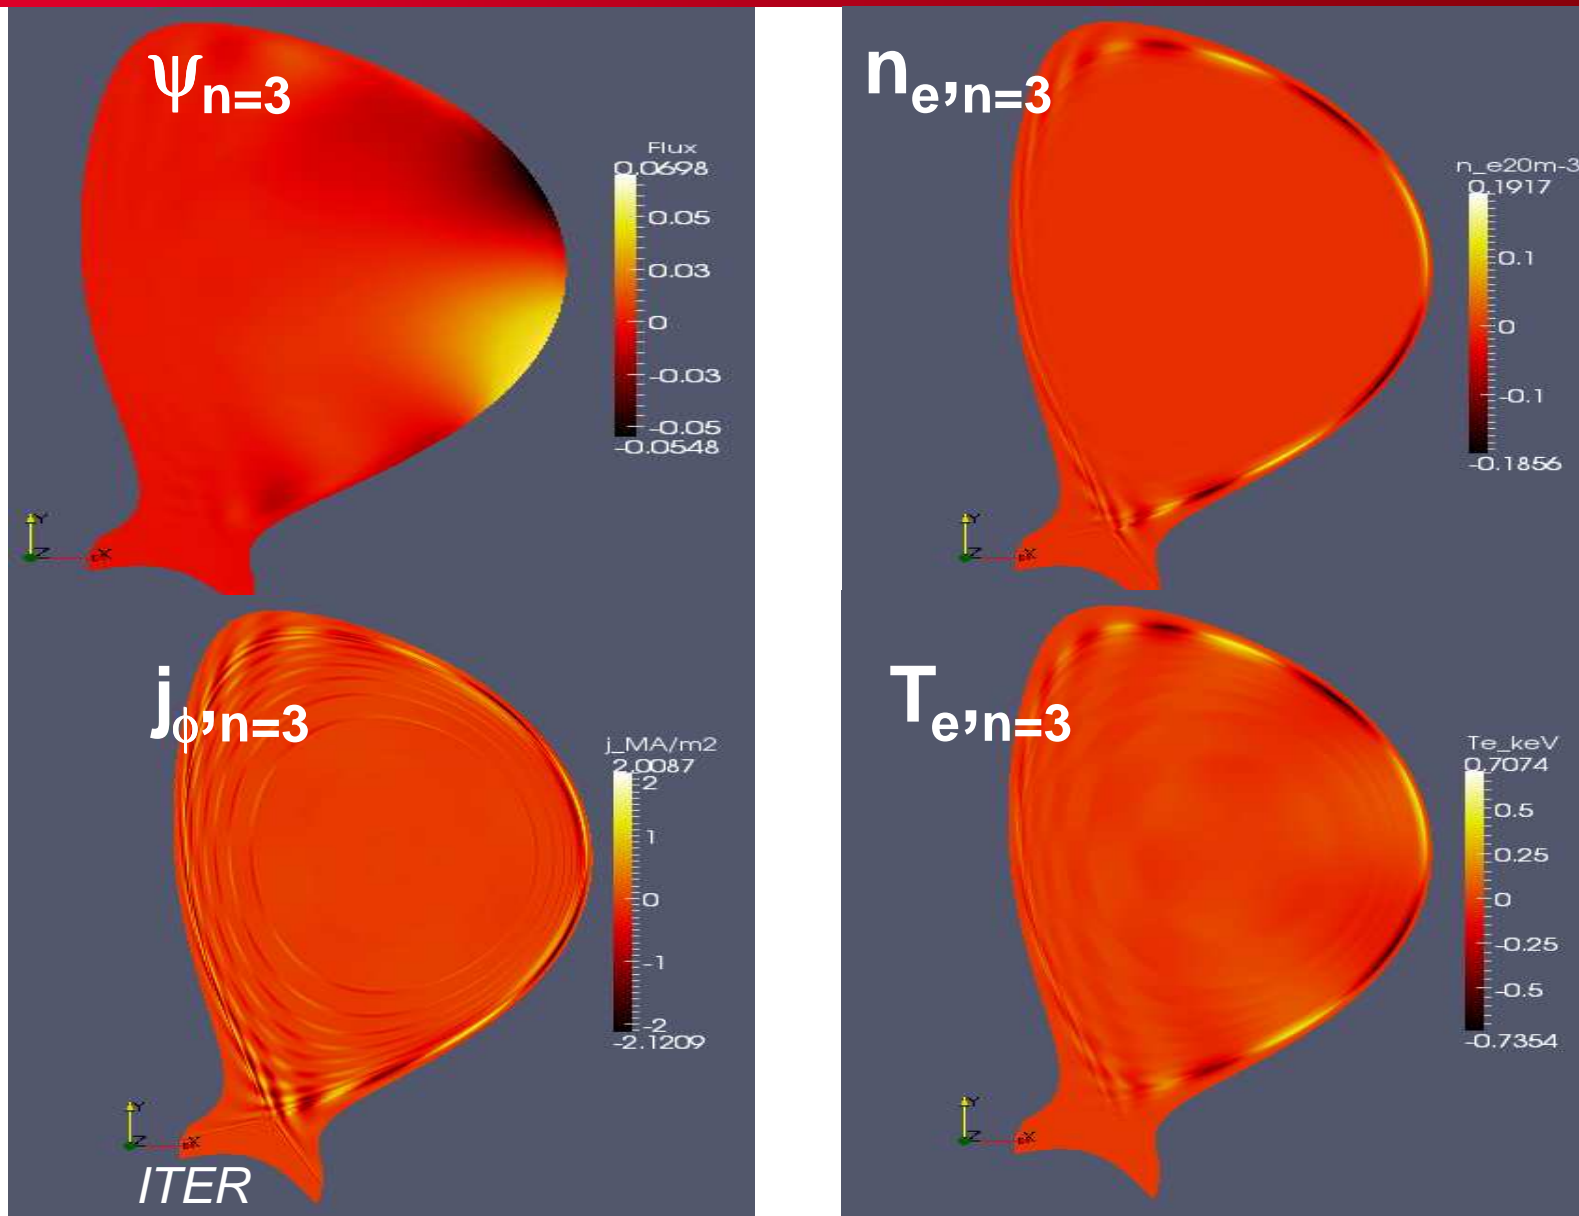 ψn=3
Flux
0.0698
0.05
0.03
0
-0.03
-0.05
-0.0548
Y
Z
X
ne,n=3
n_e20m-3
0.1917
0.1
0
-0.1
-0.1856
Y
Z
X
jϕ,n=3
j_MA/m2
2.0087
2
1
0
-1
-2
-2.1209
Y
Z
X
ITER
Te,n=3
Te_keV
0.7074
0.5
0.25
0
-0.25
-0.5
-0.7354
Y
Z
X